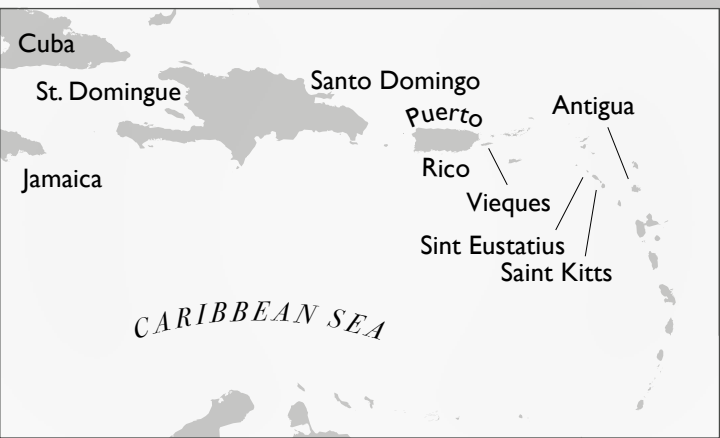 Cuba
St. Domingue
Santo Domingo
Puerto
Rico
Antigua
Jamaica
Vieques
Sint Eustatius
Saint Kitts
CARIBBEAN SEA